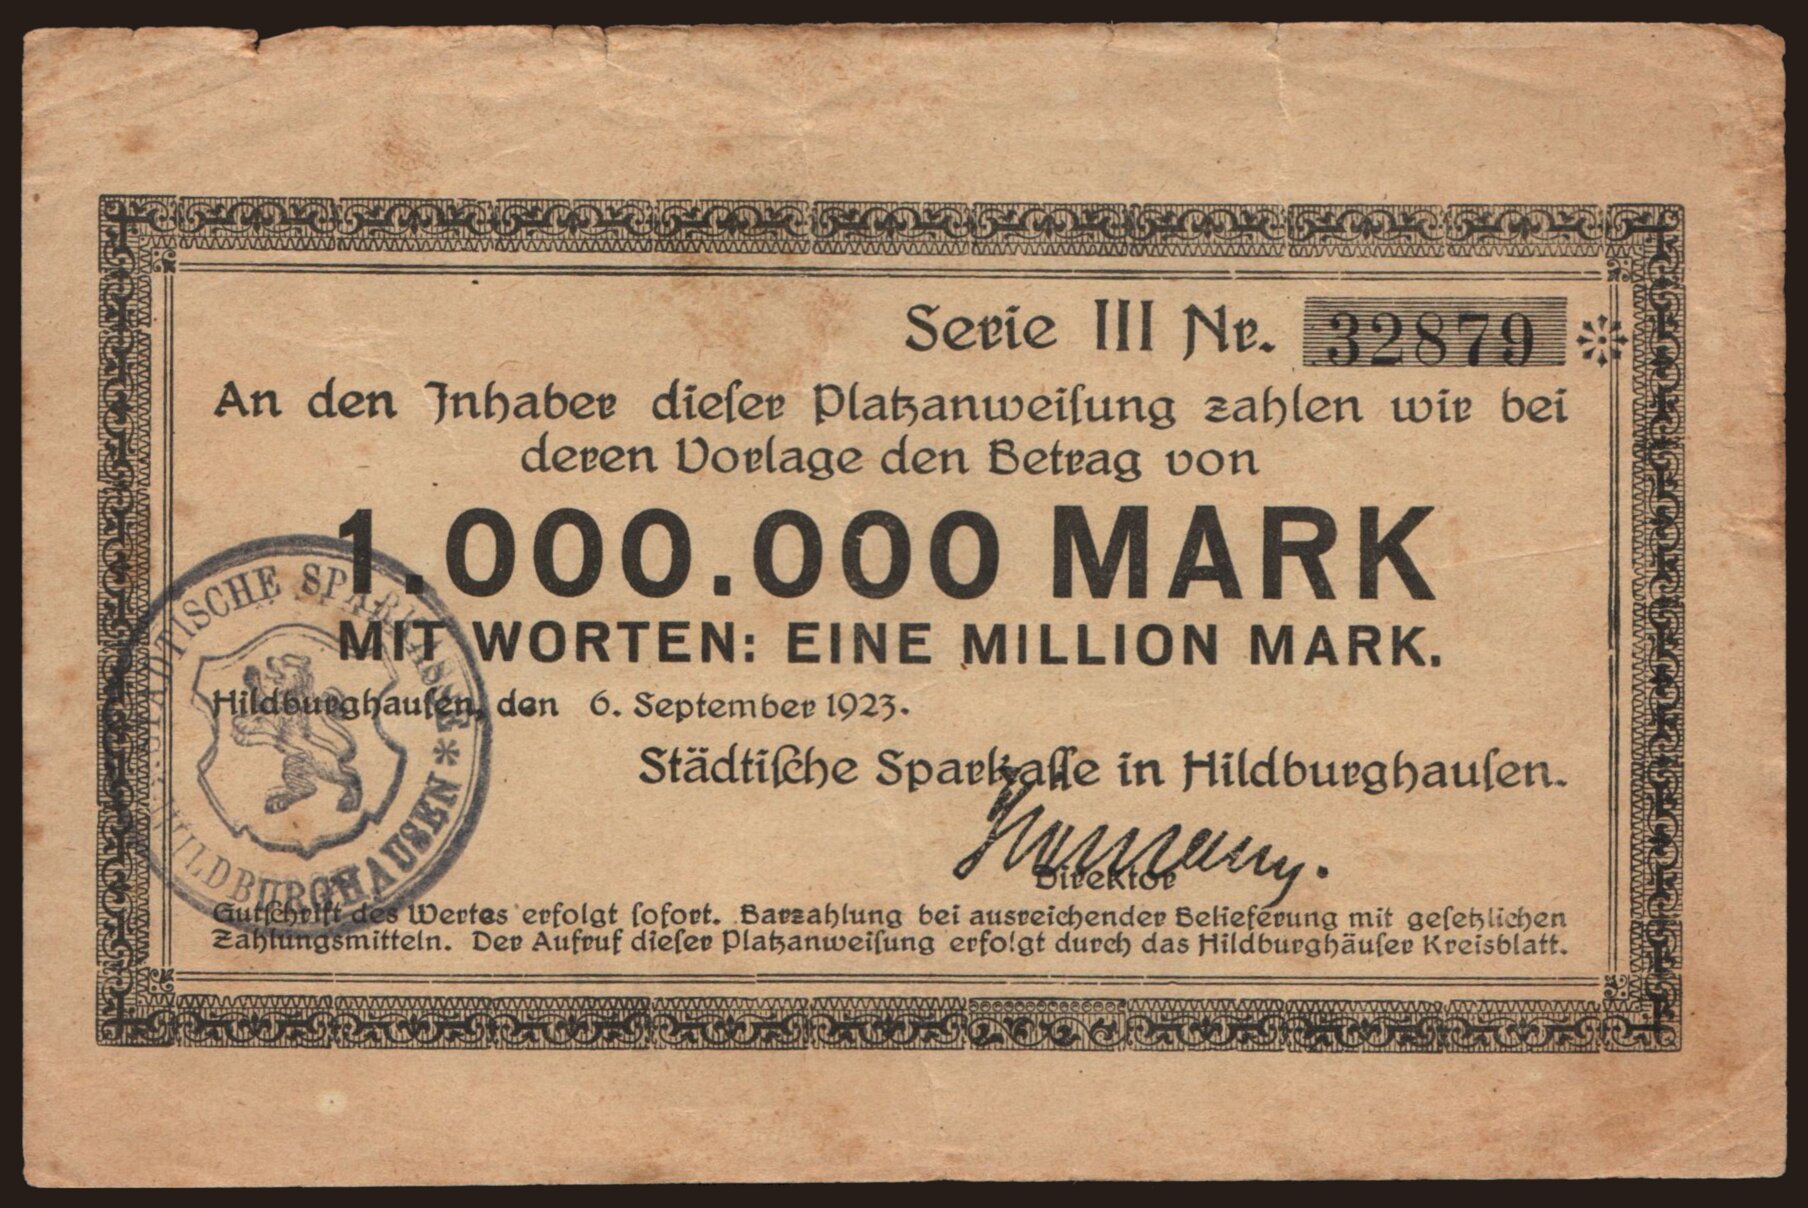 Serie III Nr. 32879
An den Inhaber dieser Platzanweisung zahlen wir bei
deren Vorlage den Betrag von
1.000.000 MARK
MIT WORTEN: EINE MILLION MARK.
Hildburghausen, den 6. September 1923.
Städtische Sparkasse in Hildburghausen.
Direktor
Gutschrift des Wertes erfolgt sofort. Barzahlung bei ausreichender Belieferung mit gesetzlichen
Zahlungsmitteln. Der Aufruf dieser Platzanweisung erfolgt durch das Hildburghäuser Kreisblatt.
STÄDTISCHE SPARKASSE * HILDBURGHAUSEN